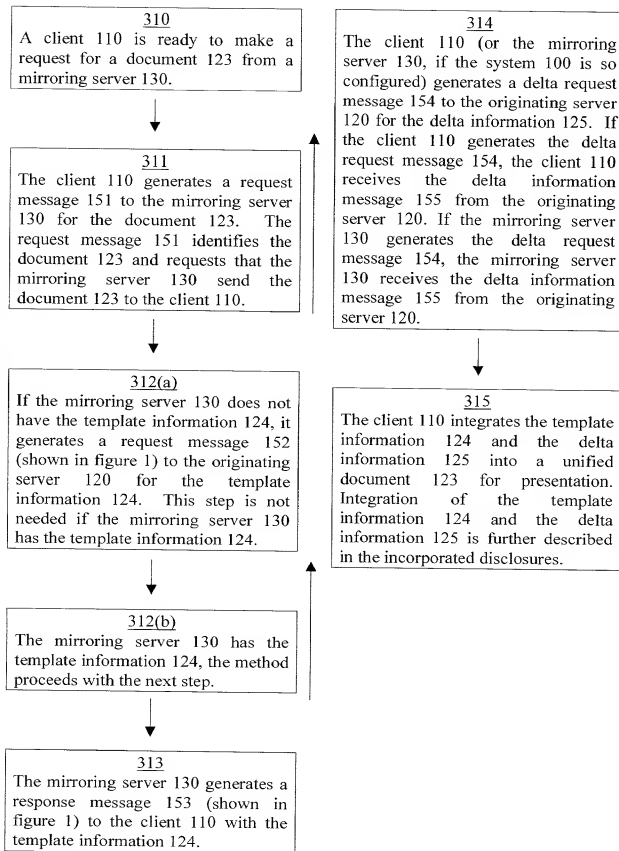 310
A client 110 is ready to make a
request for a document 123 from a
mirroring server 130.
311
The client 110 generates a request
message 151 to the mirroring server
130 for the document 123. The
request message 151 identifies the
document 123 and requests that the
mirroring server 130 send the
document 123 to the client 110.
312(a)
If the mirroring server 130 does not
have the template information 124, it
generates a request message 152
(shown in figure 1) to the originating
server 120 for the template
information 124. This step is not
needed if the mirroring server 130
has the template information 124.
312(b)
The mirroring server 130 has the
template information 124, the method
proceeds with the next step.
313
The mirroring server 130 generates a
response message 153 (shown in
figure 1) to the client 110 with the
template information 124.
314
The client 110 (or the mirroring
server 130, if the system 100 is so
configured) generates a delta request
message 154 to the originating server
120 for the delta information 125. If
the client 110 generates the delta
request message 154, the client 110
receives the delta information
message 155 from the originating
server 120. If the mirroring server
130 generates the delta request
message 154, the mirroring server
130 receives the delta information
message 155 from the originating
server 120.
315
The client 110 integrates the template
information 124 and the delta
information 125 into a unified
document 123 for presentation.
Integration of the template
information 124 and the delta
information 125 is further described
in the incorporated disclosures.